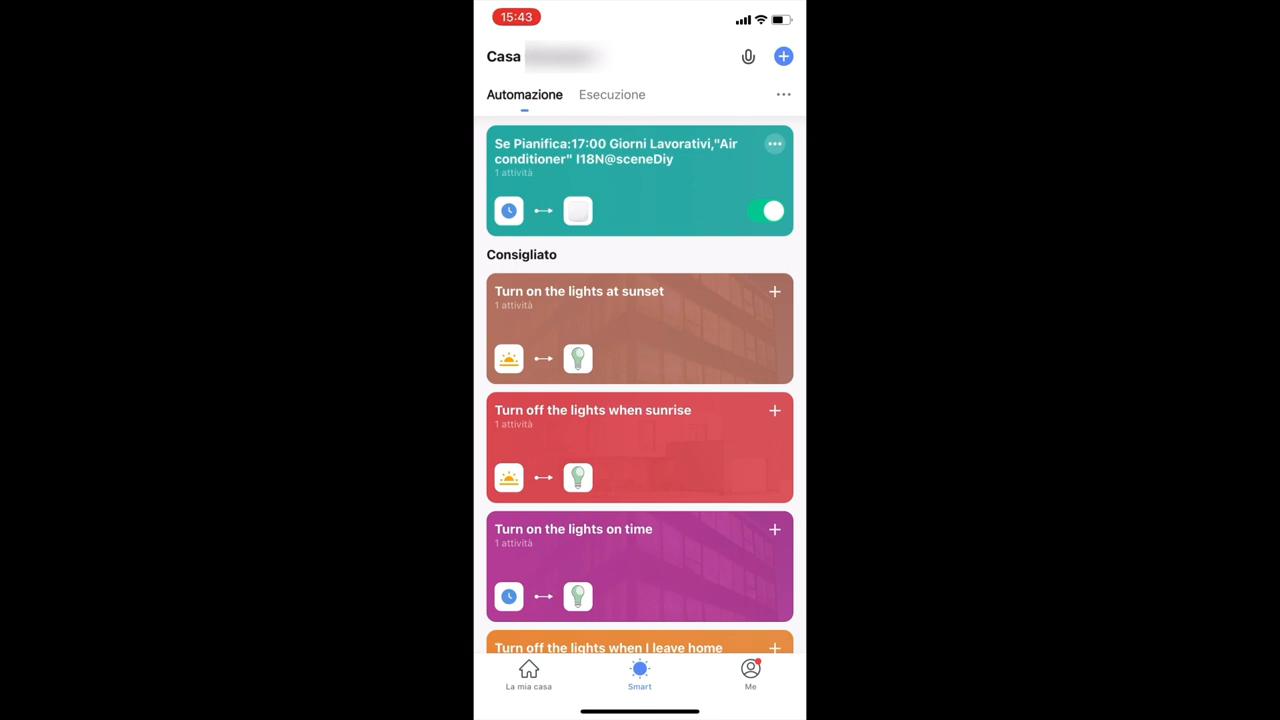 15:43
Casa
Automazione Esecuzione
Se Pianifica:17:00 Giorni Lavorativi,"Air
conditioner" I18N@sceneDiy
1 attività
Consigliato
Turn on the lights at sunset
1 attività
Turn off the lights when sunrise
1 attività
Turn on the lights on time
1 attività
Turn off the lights when I leave home
La mia casa Smart Me